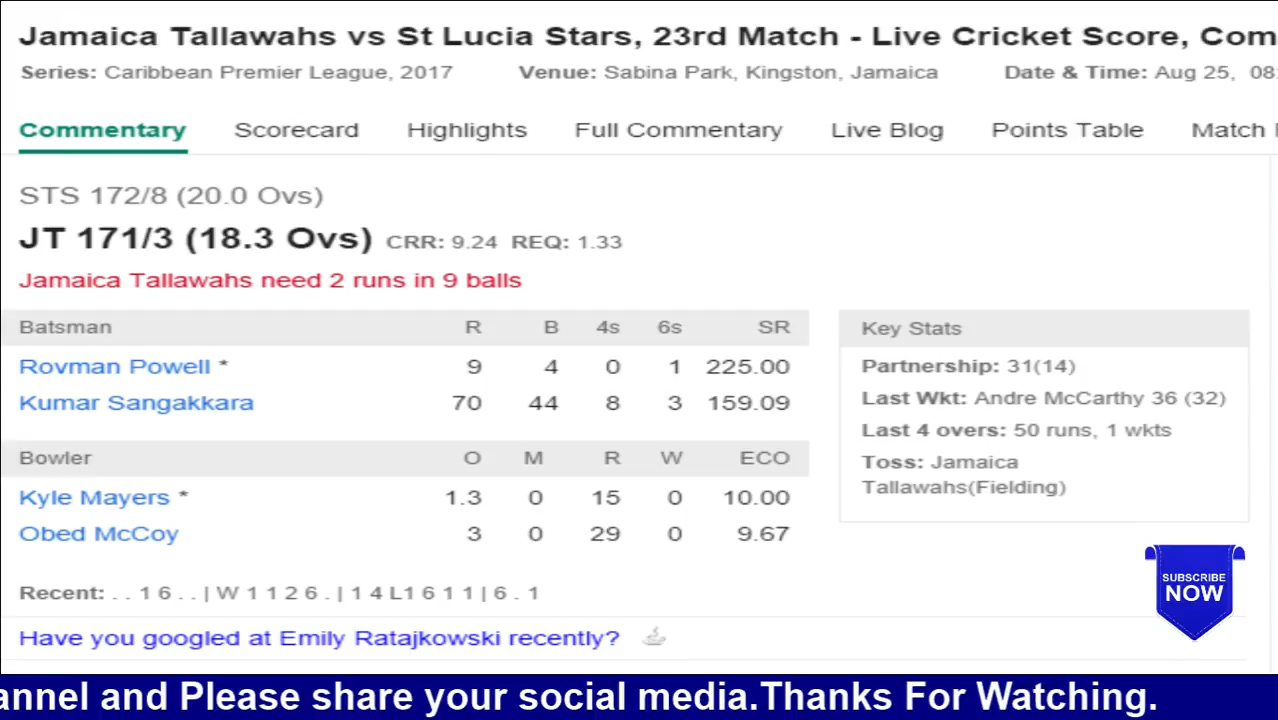 Jamaica Tallawahs vs St Lucia Stars, 23rd Match - Live Cricket Score, Com
Series: Caribbean Premier League, 2017 Venue: Sabina Park, Kingston, Jamaica Date & Time: Aug 25, 08:
Commentary Scorecard Highlights Full Commentary Live Blog Points Table Match
STS 172/8 (20.0 Ovs)
JT 171/3 (18.3 Ovs) CRR: 9.24 REQ: 1.33
Jamaica Tallawahs need 2 runs in 9 balls
Batsman R B 4s 6s SR
Rovman Powell * 9 4 0 1 225.00
Kumar Sangakkara 70 44 8 3 159.09
Bowler O M R W ECO
Kyle Mayers * 1.3 0 15 0 10.00
Obed McCoy 3 0 29 0 9.67
Key Stats
Partnership: 31(14)
Last Wkt: Andre McCarthy 36 (32)
Last 4 overs: 50 runs, 1 wkts
Toss: Jamaica
Tallawahs(Fielding)
Recent: . . 1 6 . . | W 1 1 2 6 . | 1 4 L1 6 1 1 | 6 . 1
SUBSCRIBE
NOW
Have you googled at Emily Ratajkowski recently?
annel and Please share your social media.Thanks For Watching.